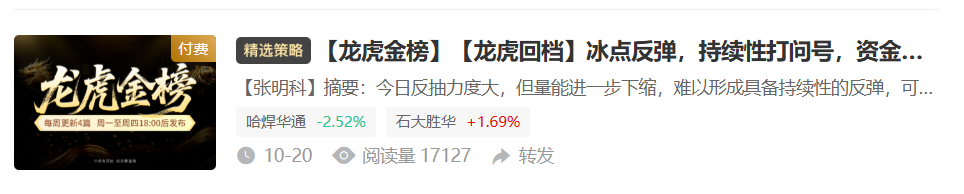 付费
龙虎金榜
每周更新4篇 周一至周四18:00后发布
精选策略 【龙虎金榜】【龙虎回档】冰点反弹，持续性打问号，资金...
【张明科】摘要：今日反抽力度大，但量能进一步下缩，难以形成具备持续性的反弹，可...
哈焊华通 -2.52% 石大胜华 +1.69%
10-20 阅读量 17127 转发